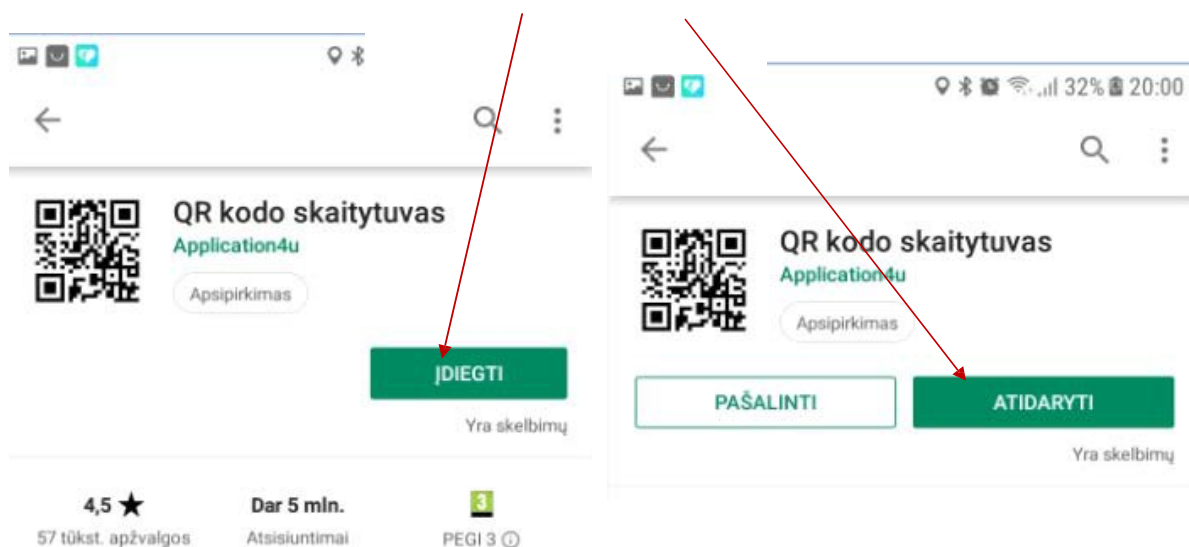 QR kodo skaitytuvas
Application4u
Apsipirkimas
ĮDIEGTI
Yra skelbimų
4,5 ★
57 tūkst. apžvalgos
Dar 5 mln.
Atsisiuntimai
3
PEGI 3
32% 20:00
QR kodo skaitytuvas
Application4u
Apsipirkimas
PAŠALINTI
ATIDARYTI
Yra skelbimų